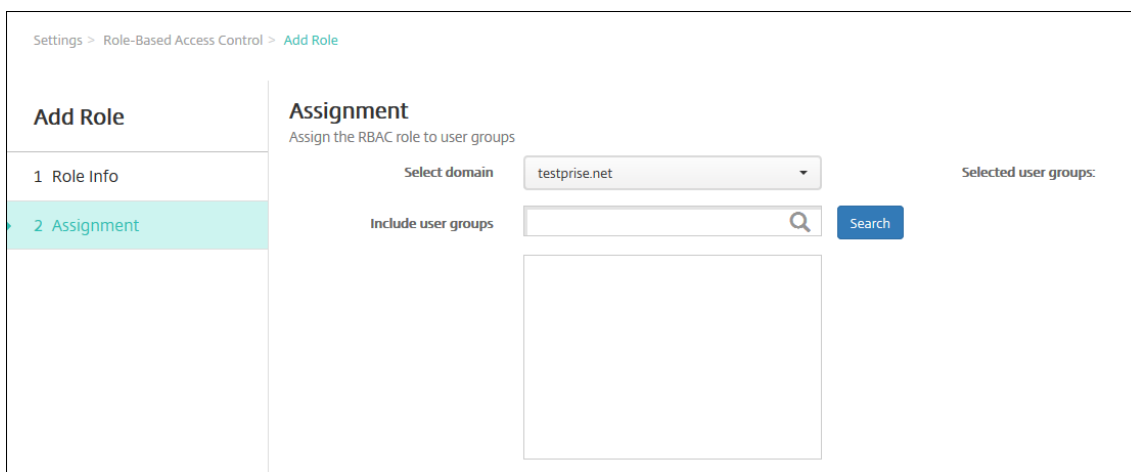 Settings > Role-Based Access Control > Add Role
Add Role
1 Role Info
2 Assignment
Assignment
Assign the RBAC role to user groups
Select domain
testprise.net
Selected user groups:
Include user groups
Search